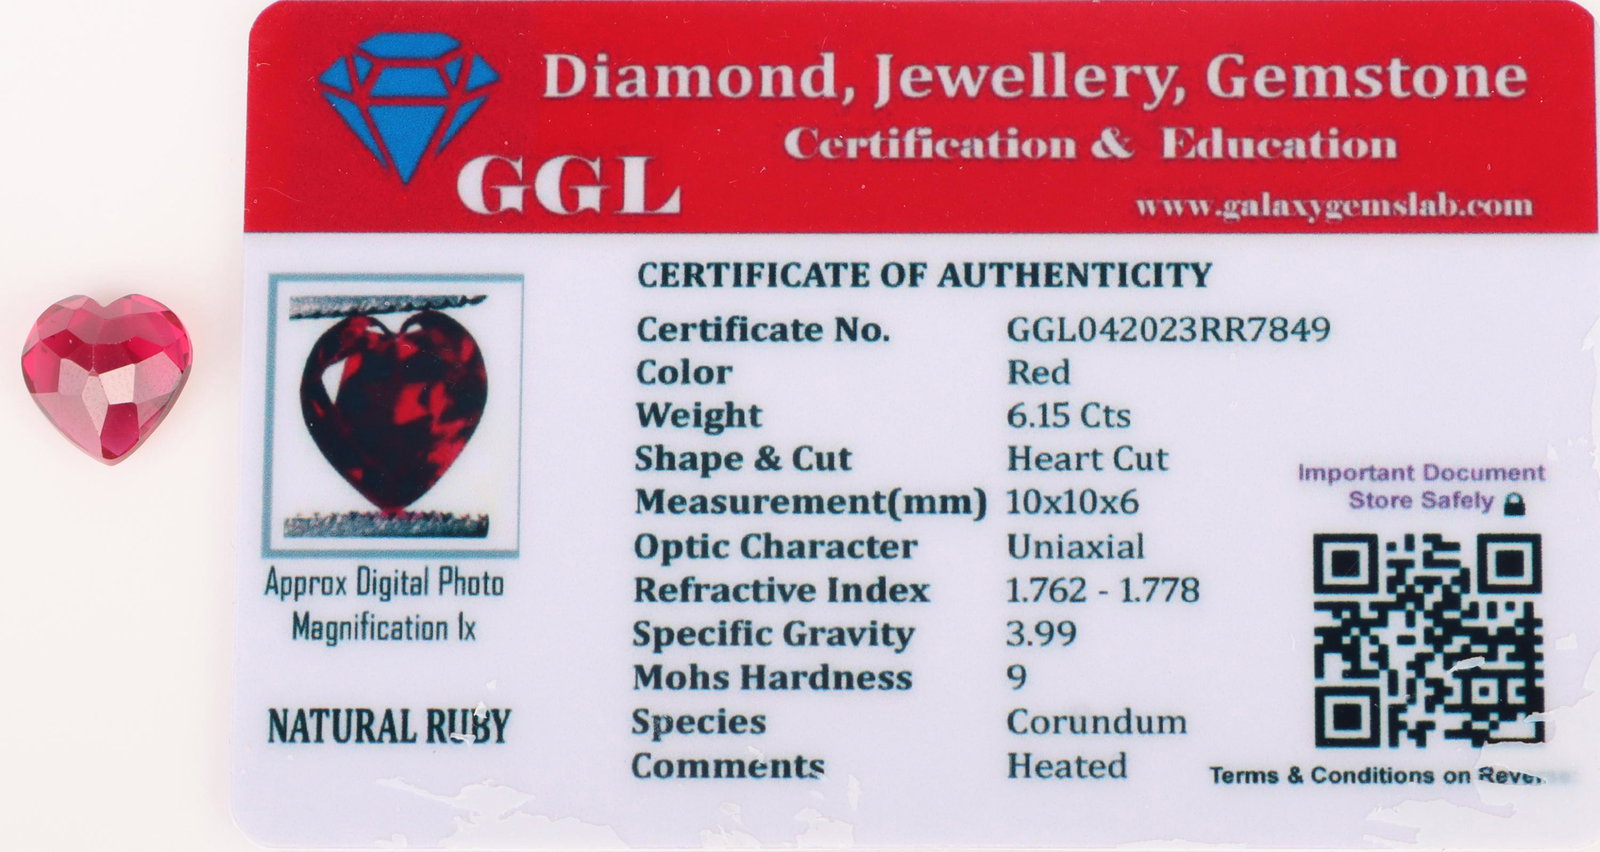 Diamond, Jewellery, Gemstone
Certification & Education
GGL
www.galaxygemslab.com
CERTIFICATE OF AUTHENTICITY
Certificate No. GGL042023RR7849
Color Red
Weight 6.15 Cts
Shape & Cut Heart Cut
Measurement(mm) 10x10x6
Optic Character Uniaxial
Refractive Index 1.762 - 1.778
Specific Gravity 3.99
Mohs Hardness 9
Species Corundum
Comments Heated
Approx Digital Photo
Magnification 1x
NATURAL RUBY
Important Document
Store Safely
Terms & Conditions on